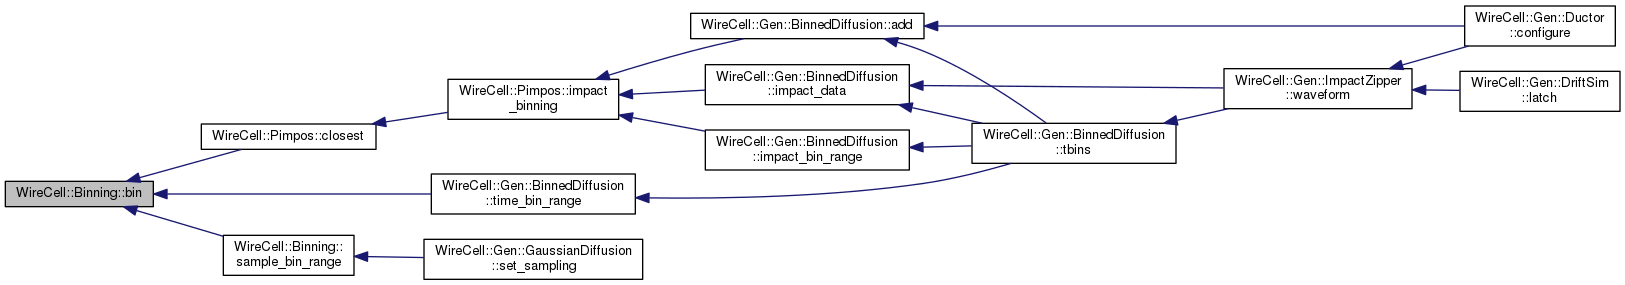 WireCell::Binning::bin
WireCell::Pimpos::closest
WireCell::Pimpos::impact
_binning
WireCell::Gen::BinnedDiffusion::add
WireCell::Gen::Ductor
::configure
WireCell::Gen::BinnedDiffusion
::tbins
WireCell::Gen::ImpactZipper
::waveform
WireCell::Gen::DriftSim
::latch
WireCell::Gen::BinnedDiffusion
::impact_data
WireCell::Gen::BinnedDiffusion
::impact_bin_range
WireCell::Gen::BinnedDiffusion
::time_bin_range
WireCell::Binning::
sample_bin_range
WireCell::Gen::GaussianDiffusion
::set_sampling